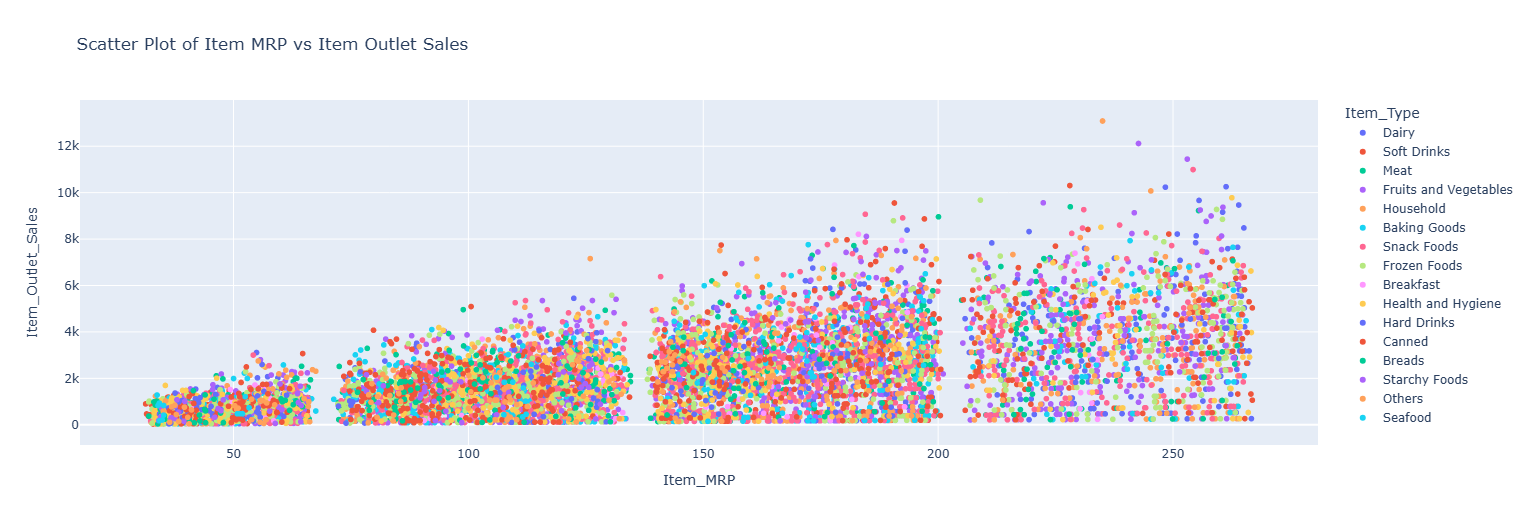 Scatter Plot of Item MRP vs Item Outlet Sales
Item_Outlet_Sales
12k
10k
8k
6k
4k
2k
0
50
100
150
200
250
Item_MRP
Item_Type
Dairy
Soft Drinks
Meat
Fruits and Vegetables
Household
Baking Goods
Snack Foods
Frozen Foods
Breakfast
Health and Hygiene
Hard Drinks
Canned
Breads
Starchy Foods
Others
Seafood